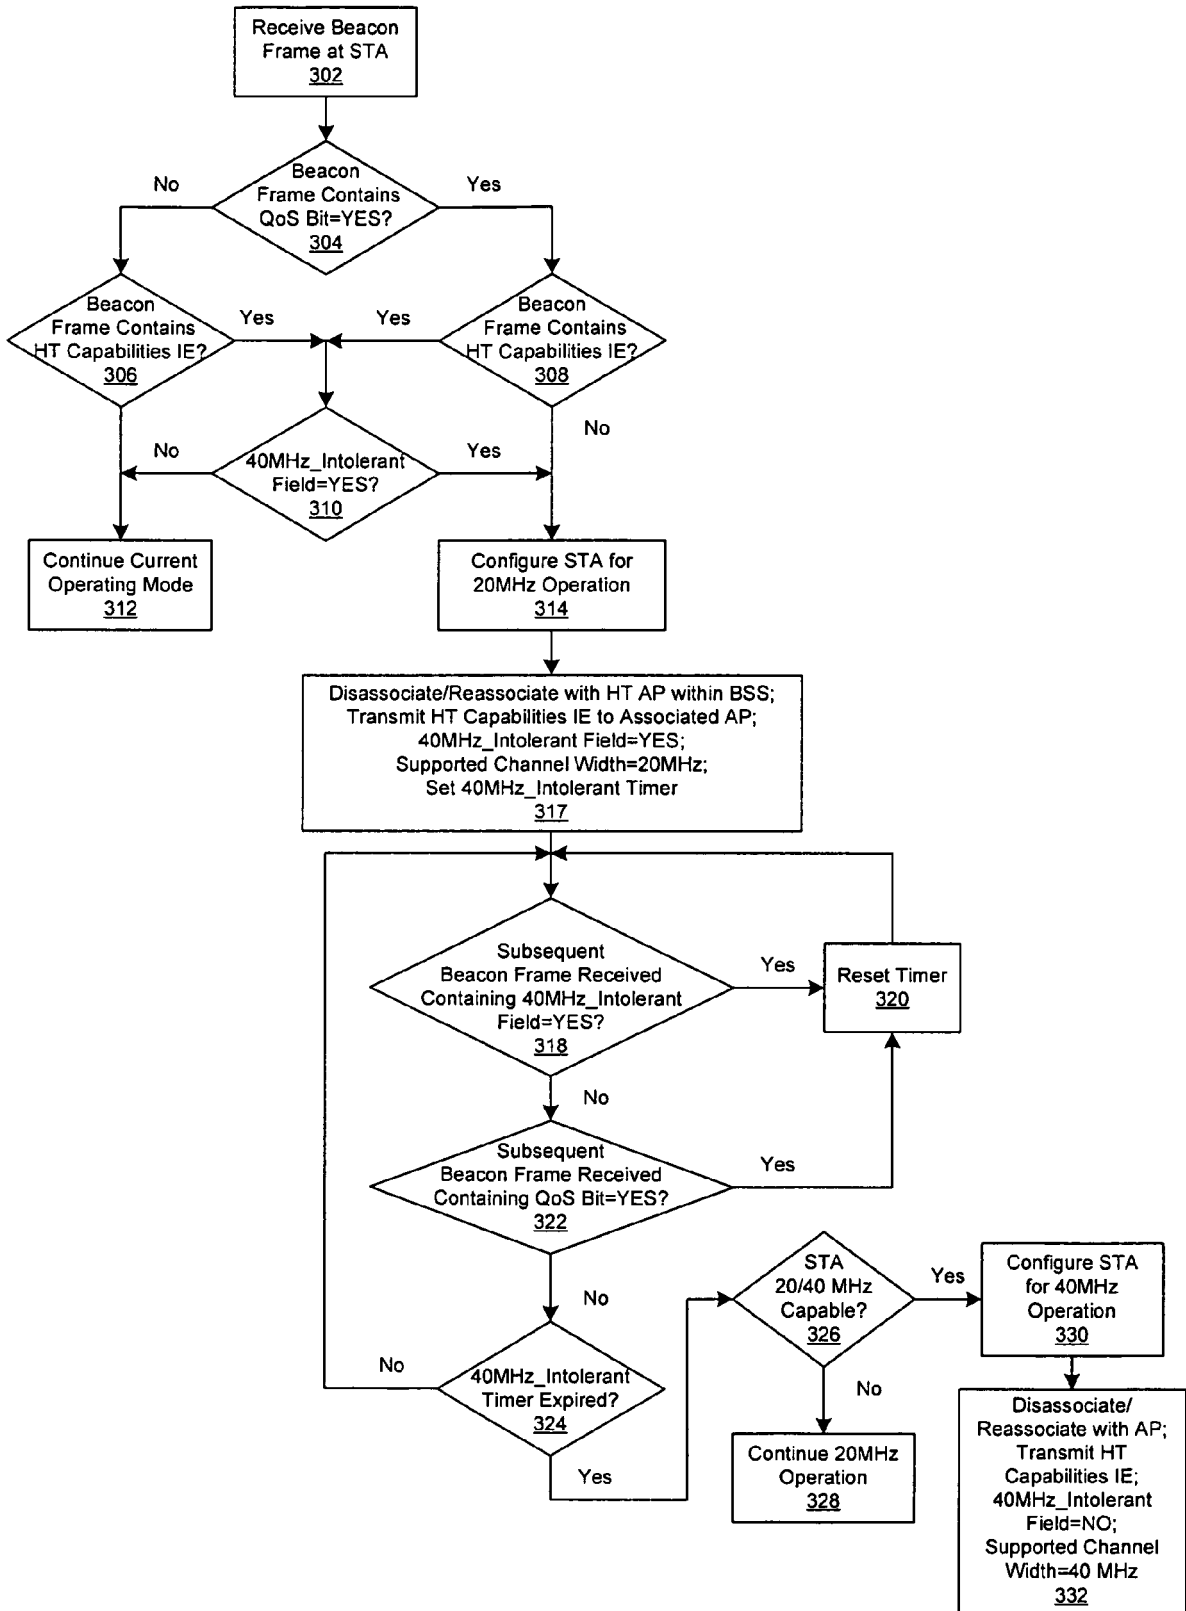 Receive Beacon
Frame at STA
302
Beacon
Frame Contains
QoS Bit=YES?
304
No
Yes
Beacon
Frame Contains
HT Capabilities IE?
306
Yes
Yes
Beacon
Frame Contains
HT Capabilities IE?
308
No
40MHz_Intolerant
Field=YES?
310
Yes
No
Continue Current
Operating Mode
312
Configure STA for
20MHz Operation
314
Disassociate/Reassociate with HT AP within BSS;
Transmit HT Capabilities IE to Associated AP;
40MHz_Intolerant Field=YES;
Supported Channel Width=20MHz;
Set 40MHz_Intolerant Timer
317
Subsequent
Beacon Frame Received
Containing 40MHz_Intolerant
Field=YES?
318
Yes
Reset Timer
320
No
Subsequent
Beacon Frame Received
Containing QoS Bit=YES?
322
Yes
No
40MHz_Intolerant
Timer Expired?
324
No
Yes
STA
20/40 MHz
Capable?
326
Yes
No
Continue 20MHz
Operation
328
Configure STA
for 40MHz
Operation
330
Disassociate/
Reassociate with AP;
Transmit HT
Capabilities IE;
40MHz_Intolerant
Field=NO;
Supported Channel
Width=40 MHz
332